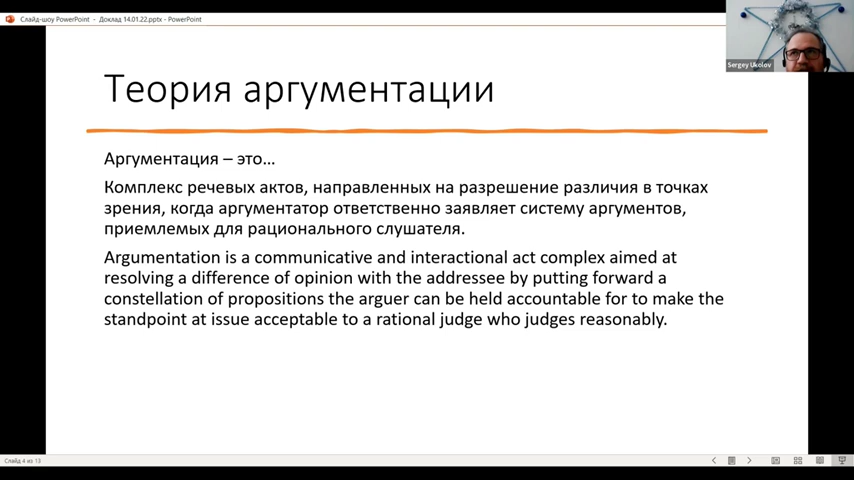 Слайд-шоу PowerPoint - Доклад 14.01.22.pptx - PowerPoint
Sergey Ukolov
Теория аргументации
Аргументация – это...
Комплекс речевых актов, направленных на разрешение различия в точках
зрения, когда аргументатор ответственно заявляет систему аргументов,
приемлемых для рационального слушателя.
Argumentation is a communicative and interactional act complex aimed at
resolving a difference of opinion with the addressee by putting forward a
constellation of propositions the arguer can be held accountable for to make the
standpoint at issue acceptable to a rational judge who judges reasonably.
Слайд 4 из 13